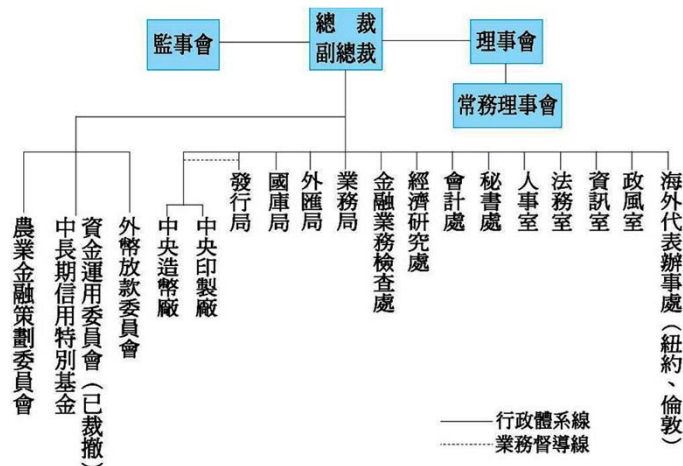 總 裁
副總裁
監事會
理事會
常務理事會
農業金融策劃委員會
中長期信用特別基金
資金運用委員會（已裁撤）
外幣放款委員會
中央造幣廠
中央印製廠
發行局
國庫局
外匯局
業務局
金融業務檢查處
經濟研究處
會計處
秘書處
人事室
法務室
資訊室
政風室
海外代表辦事處（紐約、倫敦）
行政體系線
業務督導線